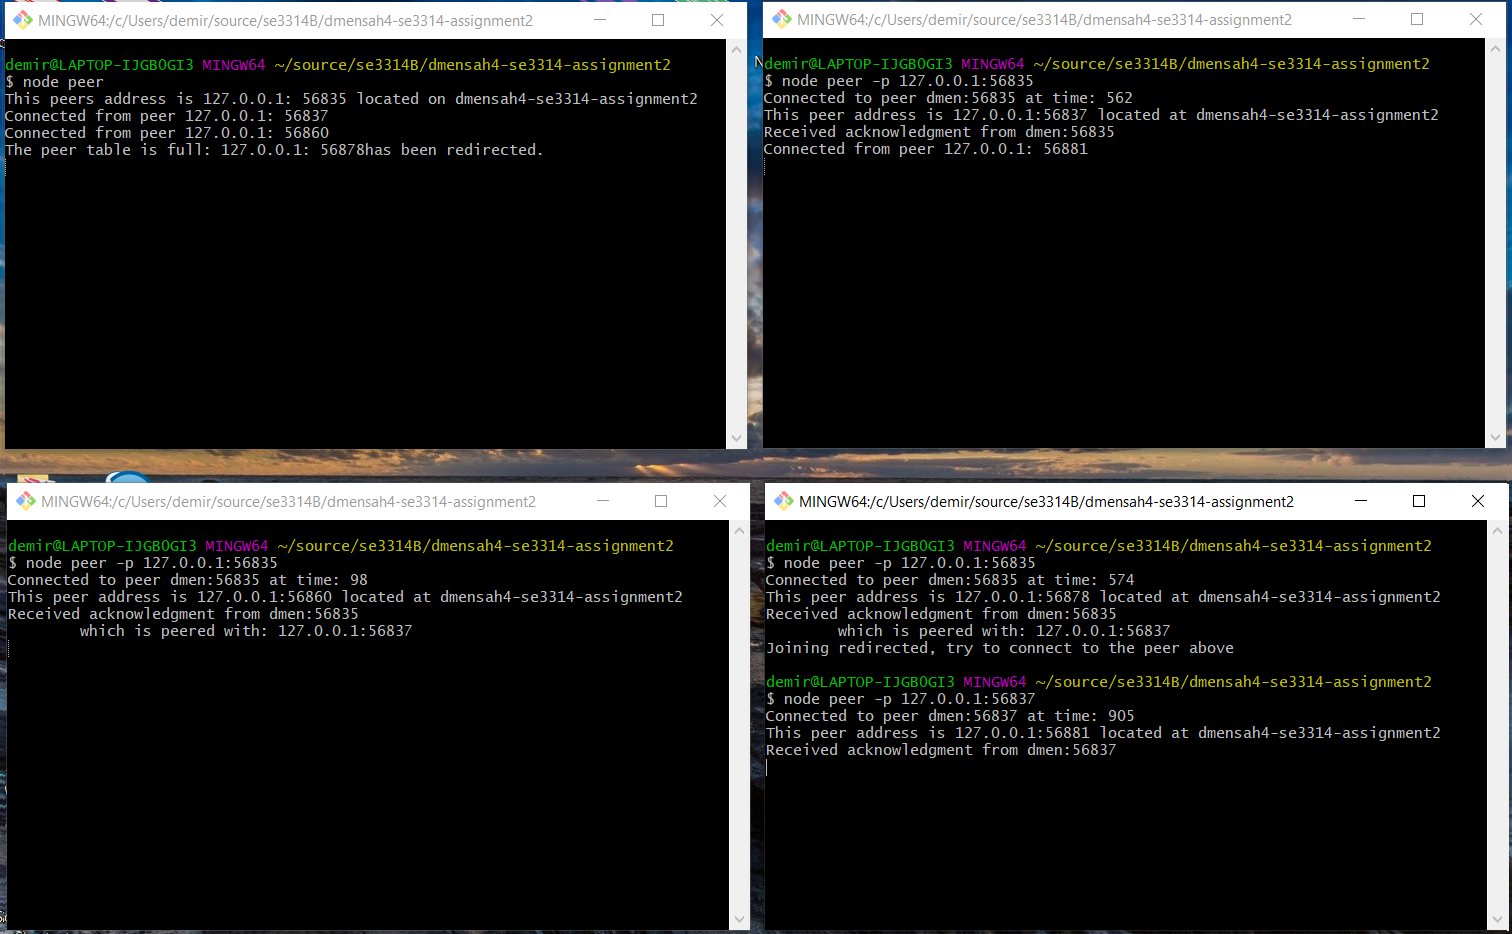 MINGW64:/c/Users/demir/source/se3314B/dmensah4-se3314-assignment2
demir@LAPTOP-IJGB0GI3 MINGW64 ~/source/se3314B/dmensah4-se3314-assignment2
$ node peer
This peers address is 127.0.0.1: 56835 located on dmensah4-se3314-assignment2
Connected from peer 127.0.0.1: 56837
Connected from peer 127.0.0.1: 56860
The peer table is full: 127.0.0.1: 56878has been redirected.
MINGW64:/c/Users/demir/source/se3314B/dmensah4-se3314-assignment2
demir@LAPTOP-IJGB0GI3 MINGW64 ~/source/se3314B/dmensah4-se3314-assignment2
$ node peer -p 127.0.0.1:56835
Connected to peer dmen:56835 at time: 562
This peer address is 127.0.0.1:56837 located at dmensah4-se3314-assignment2
Received acknowledgment from dmen:56835
Connected from peer 127.0.0.1: 56881
MINGW64:/c/Users/demir/source/se3314B/dmensah4-se3314-assignment2
demir@LAPTOP-IJGB0GI3 MINGW64 ~/source/se3314B/dmensah4-se3314-assignment2
$ node peer -p 127.0.0.1:56835
Connected to peer dmen:56835 at time: 98
This peer address is 127.0.0.1:56860 located at dmensah4-se3314-assignment2
Received acknowledgment from dmen:56835
which is peered with: 127.0.0.1:56837
MINGW64:/c/Users/demir/source/se3314B/dmensah4-se3314-assignment2
demir@LAPTOP-IJGB0GI3 MINGW64 ~/source/se3314B/dmensah4-se3314-assignment2
$ node peer -p 127.0.0.1:56835
Connected to peer dmen:56835 at time: 574
This peer address is 127.0.0.1:56878 located at dmensah4-se3314-assignment2
Received acknowledgment from dmen:56835
which is peered with: 127.0.0.1:56837
Joining redirected, try to connect to the peer above
demir@LAPTOP-IJGB0GI3 MINGW64 ~/source/se3314B/dmensah4-se3314-assignment2
$ node peer -p 127.0.0.1:56837
Connected to peer dmen:56837 at time: 905
This peer address is 127.0.0.1:56881 located at dmensah4-se3314-assignment2
Received acknowledgment from dmen:56837